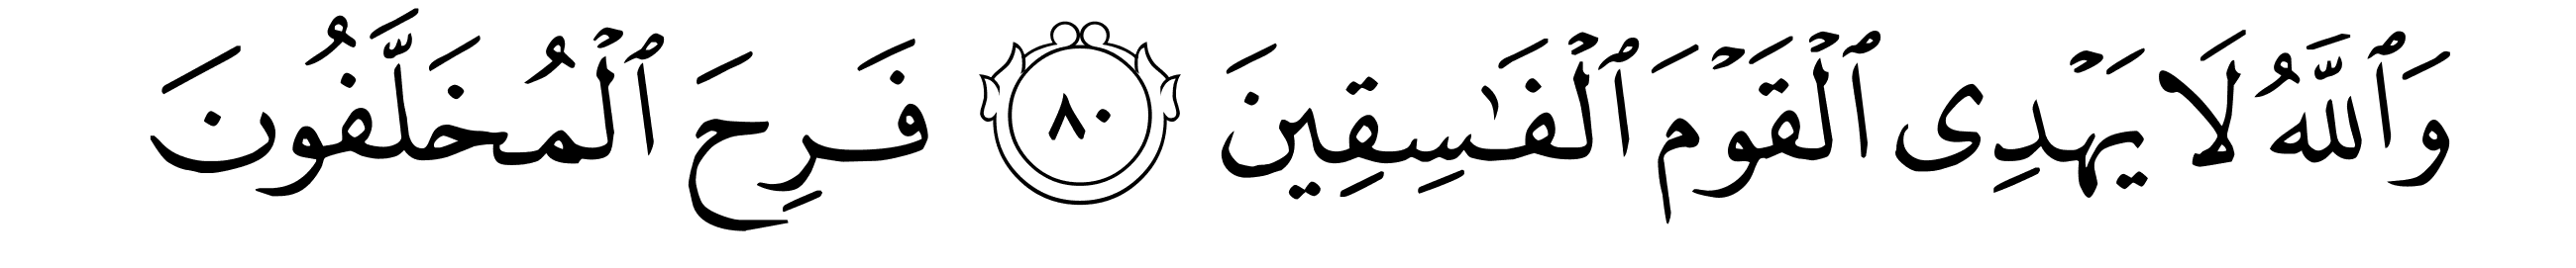 وَٱللَّهُ لَا يَهۡدِى ٱلۡقَوۡمَ ٱلۡفَـٰسِقِينَ ٨٠ فَرِحَ ٱلۡمُخَلَّفُونَ